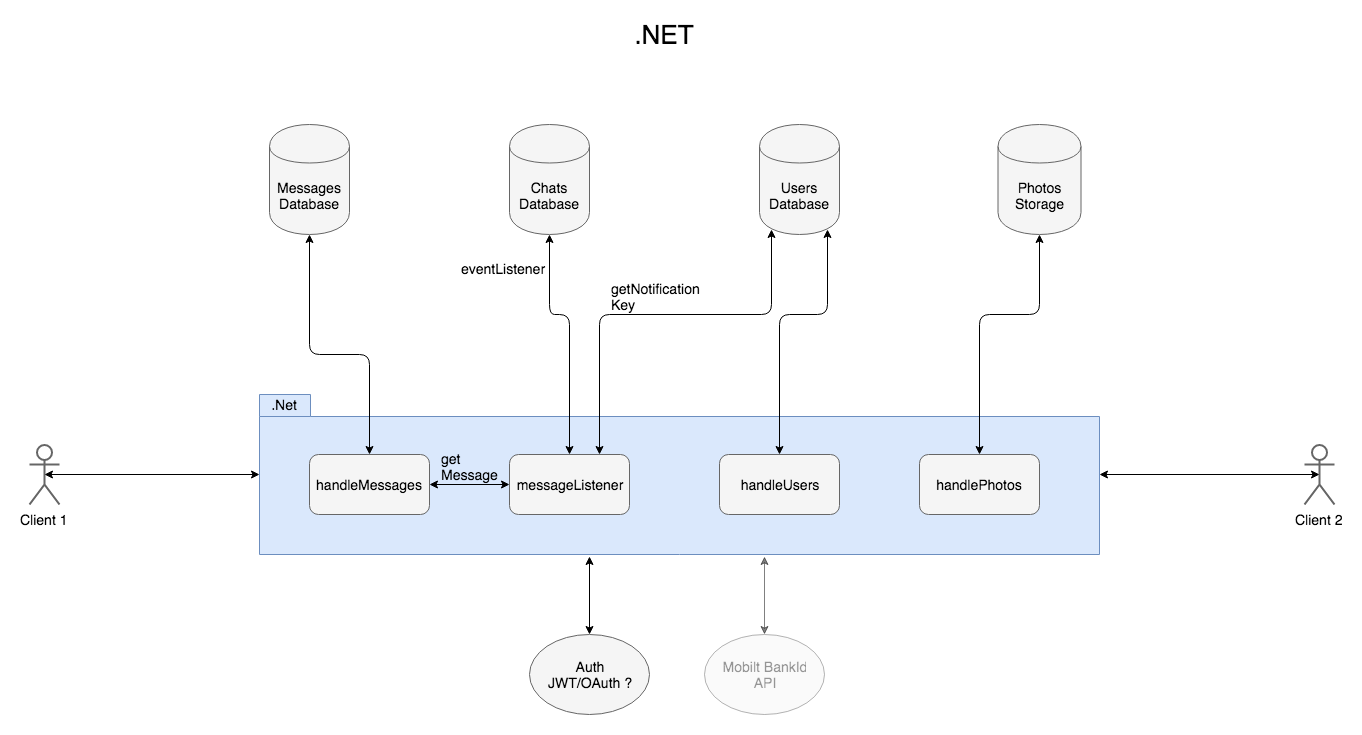 .NET
Messages
Database
Chats
Database
Users
Database
Photos
Storage
eventListener
getNotification
Key
.Net
get
Message
handleMessages
messageListener
handleUsers
handlePhotos
Client 1
Client 2
Auth
JWT/OAuth ?
Mobilt BankId
API